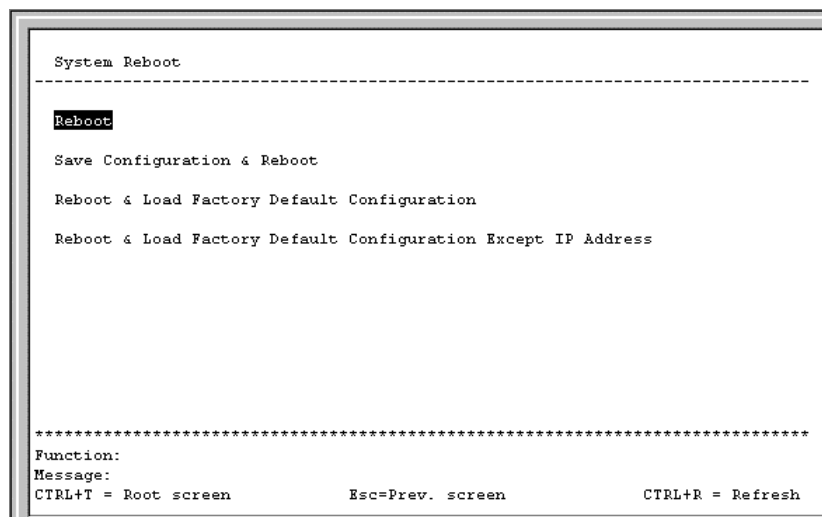 System Reboot
--------------------------------------------------------------------------------
Reboot
Save Configuration & Reboot
Reboot & Load Factory Default Configuration
Reboot & Load Factory Default Configuration Except IP Address
********************************************************************************
Function:
Message:
CTRL+T = Root screen Esc=Prev. screen CTRL+R = Refresh